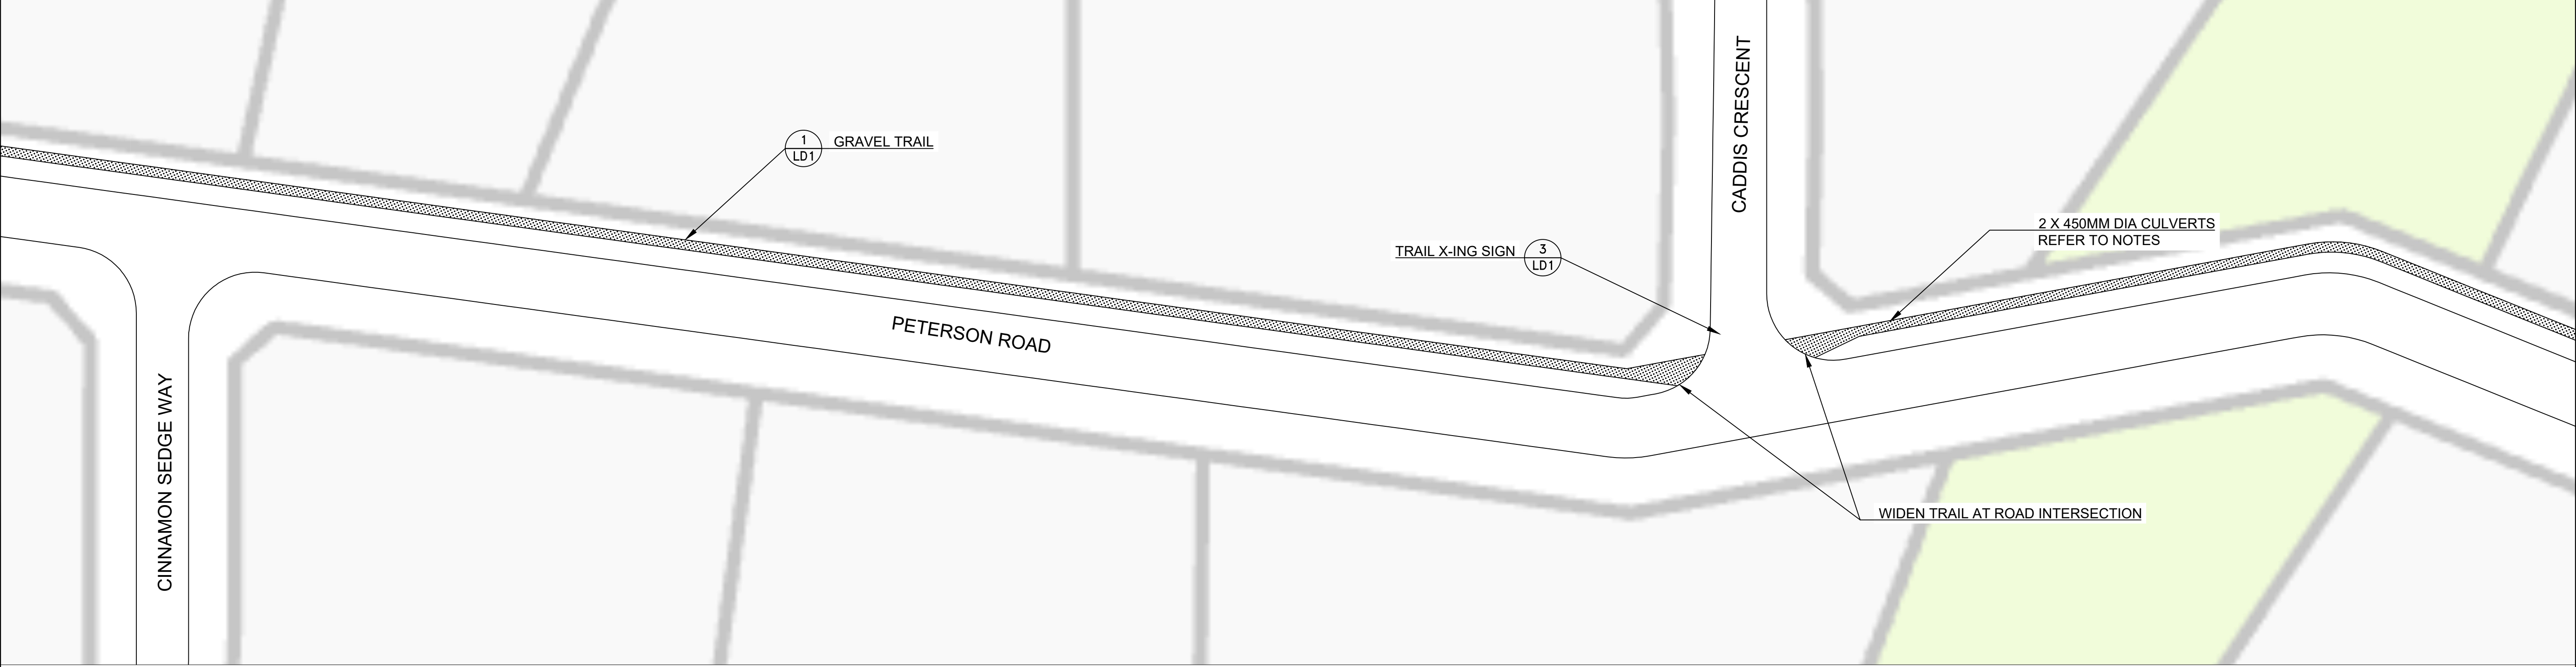 1
LD1
GRAVEL TRAIL
CADDIS CRESCENT
TRAIL X-ING SIGN
3
LD1
2 X 450MM DIA CULVERTS
REFER TO NOTES
PETERSON ROAD
CINNAMON SEDGE WAY
WIDEN TRAIL AT ROAD INTERSECTION